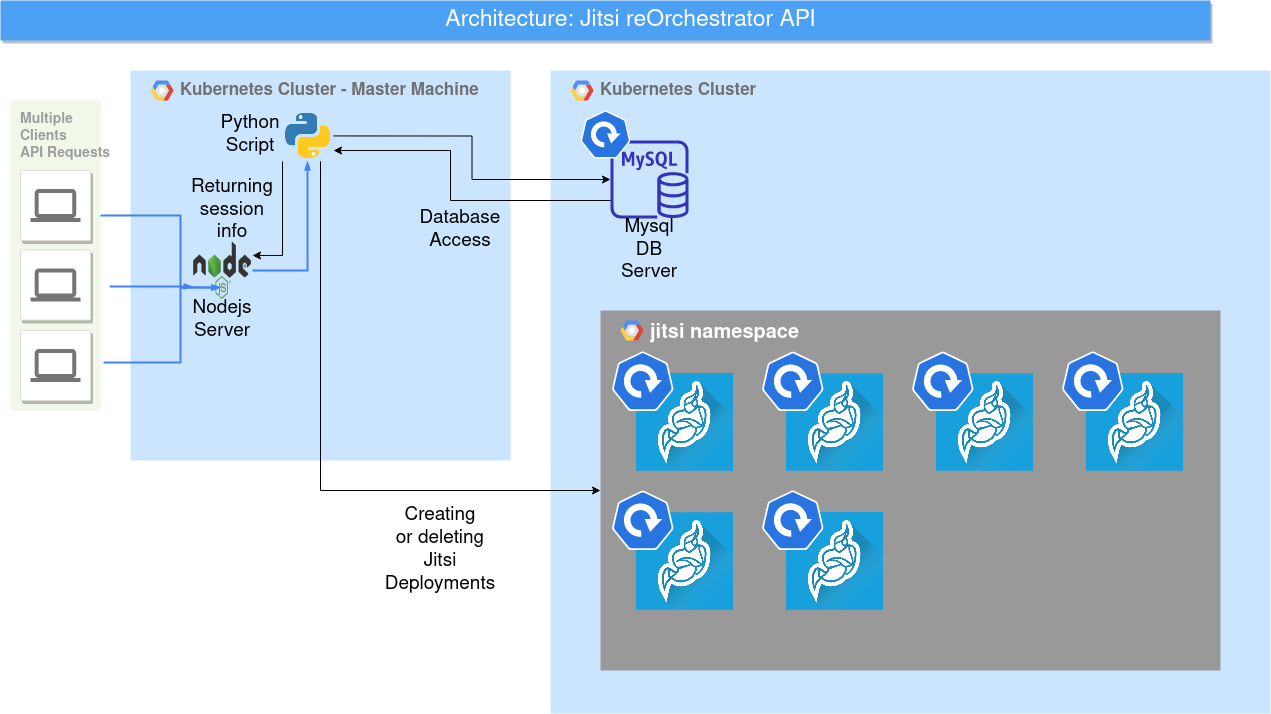 Architecture: Jitsi reOrchestrator API
Kubernetes Cluster - Master Machine
Kubernetes Cluster
Multiple
Clients
API Requests
Python
Script
MySQL
Returning
session
info
Database
Access
Mysql
DB
Server
node
JS
Nodejs
Server
jitsi namespace
Creating
or deleting
Jitsi
Deployments